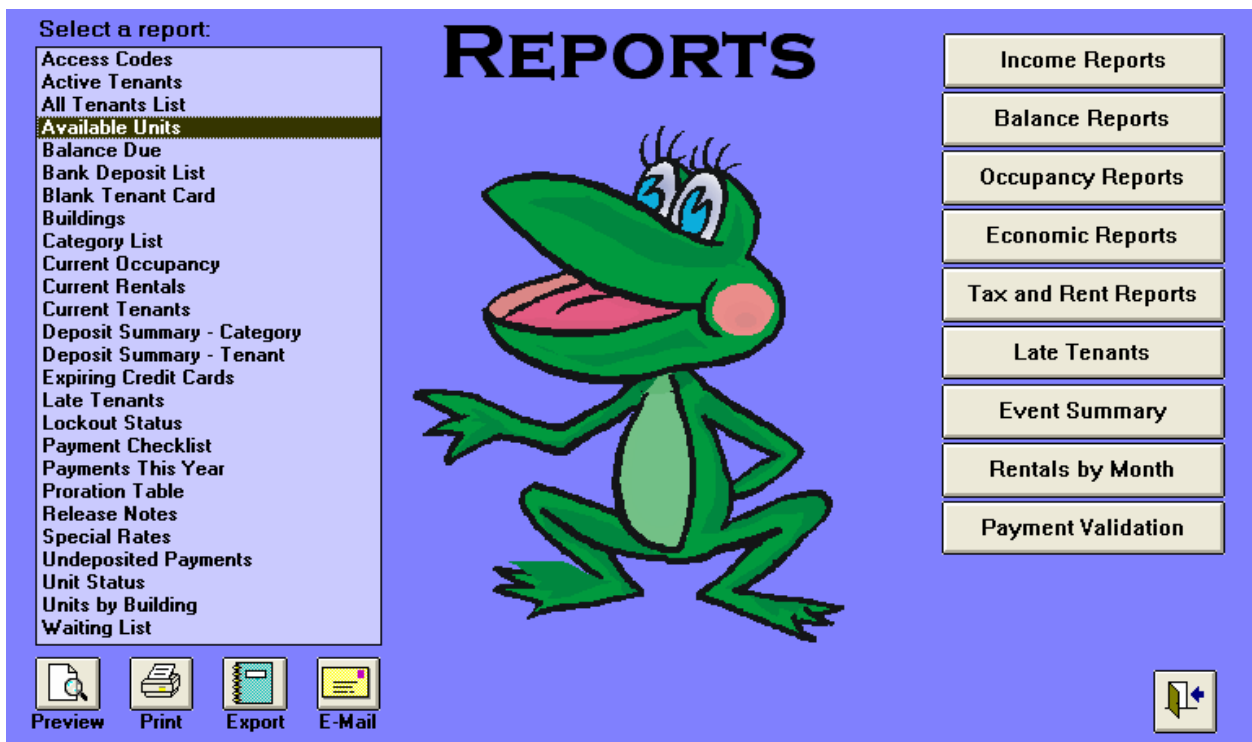 Select a report:
Access Codes
Active Tenants
All Tenants List
Available Units
Balance Due
Bank Deposit List
Blank Tenant Card
Buildings
Category List
Current Occupancy
Current Rentals
Current Tenants
Deposit Summary - Category
Deposit Summary - Tenant
Expiring Credit Cards
Late Tenants
Lockout Status
Payment Checklist
Payments This Year
Proration Table
Release Notes
Special Rates
Undeposited Payments
Unit Status
Units by Building
Waiting List
Preview Print Export E-Mail
REPORTS
Income Reports
Balance Reports
Occupancy Reports
Economic Reports
Tax and Rent Reports
Late Tenants
Event Summary
Rentals by Month
Payment Validation